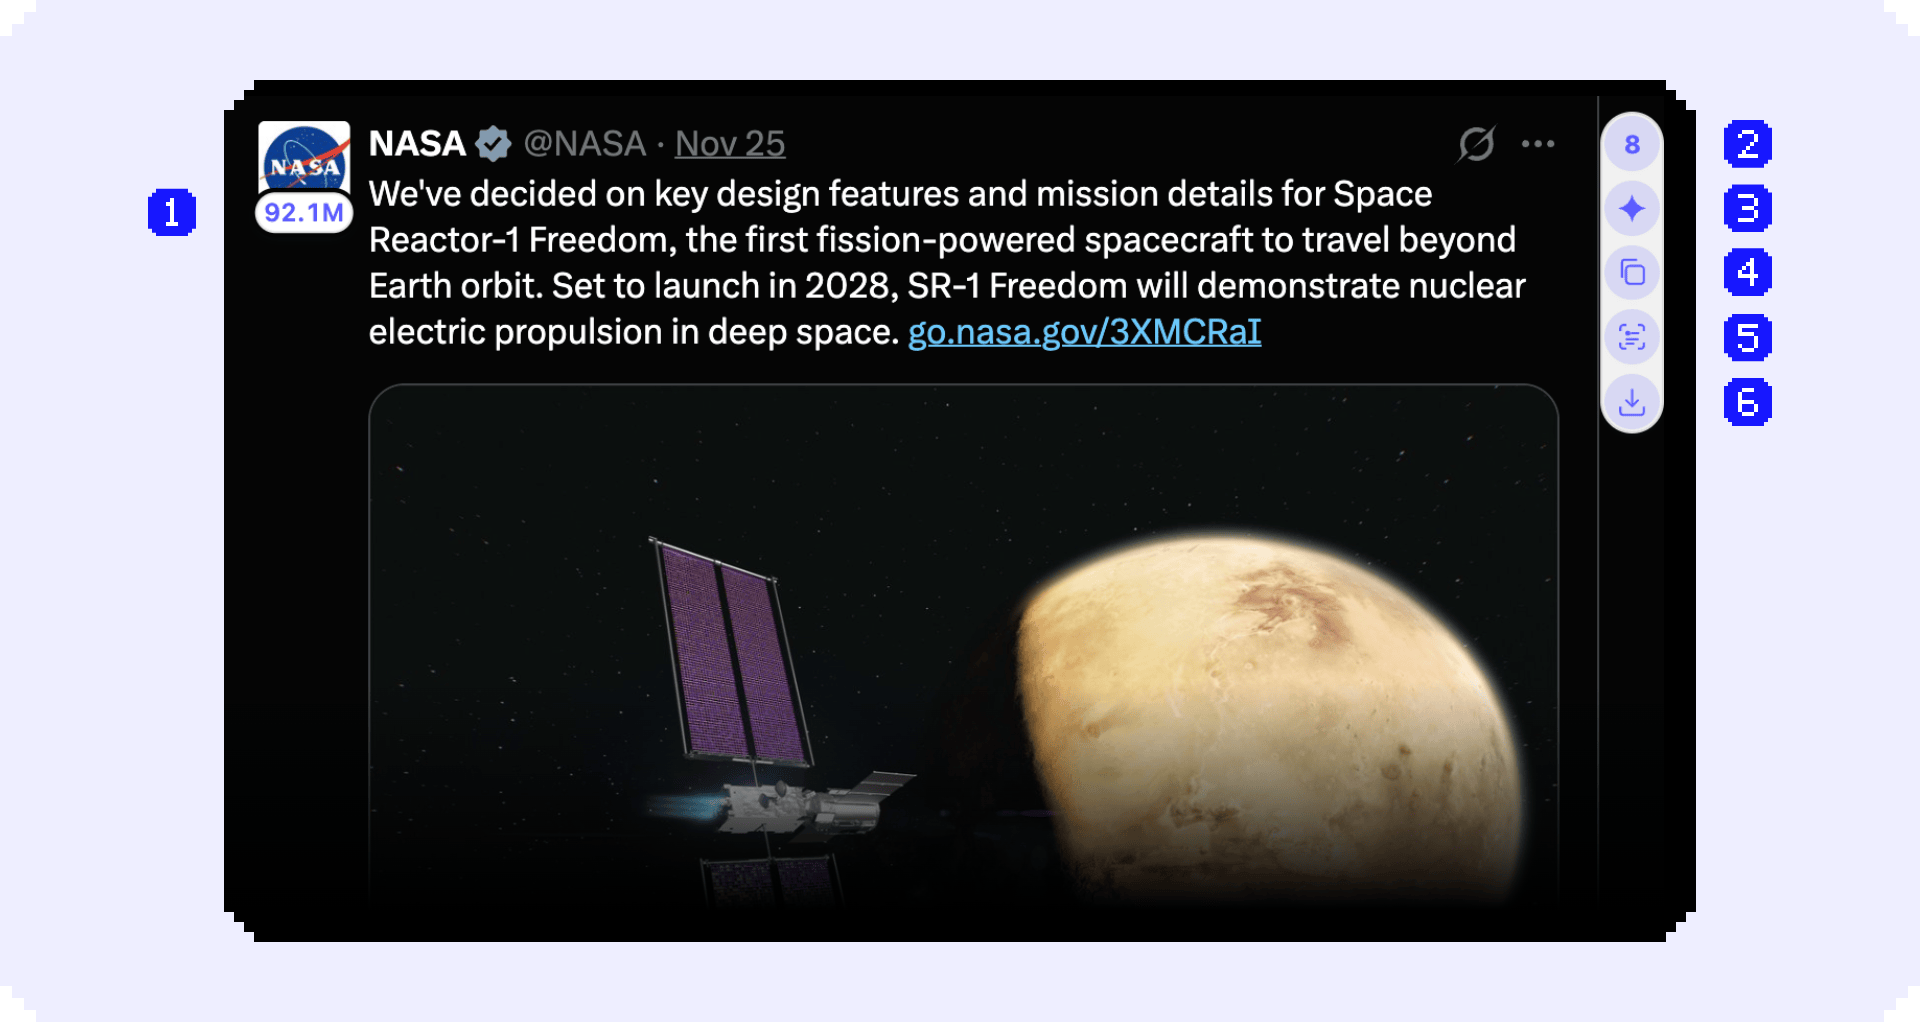 NASA @NASA · Nov 25
NASA
92.1M
We've decided on key design features and mission details for Space
Reactor-1 Freedom, the first fission-powered spacecraft to travel beyond
Earth orbit. Set to launch in 2028, SR-1 Freedom will demonstrate nuclear
electric propulsion in deep space. go.nasa.gov/3XMCRaI
8
1
2
3
4
5
6